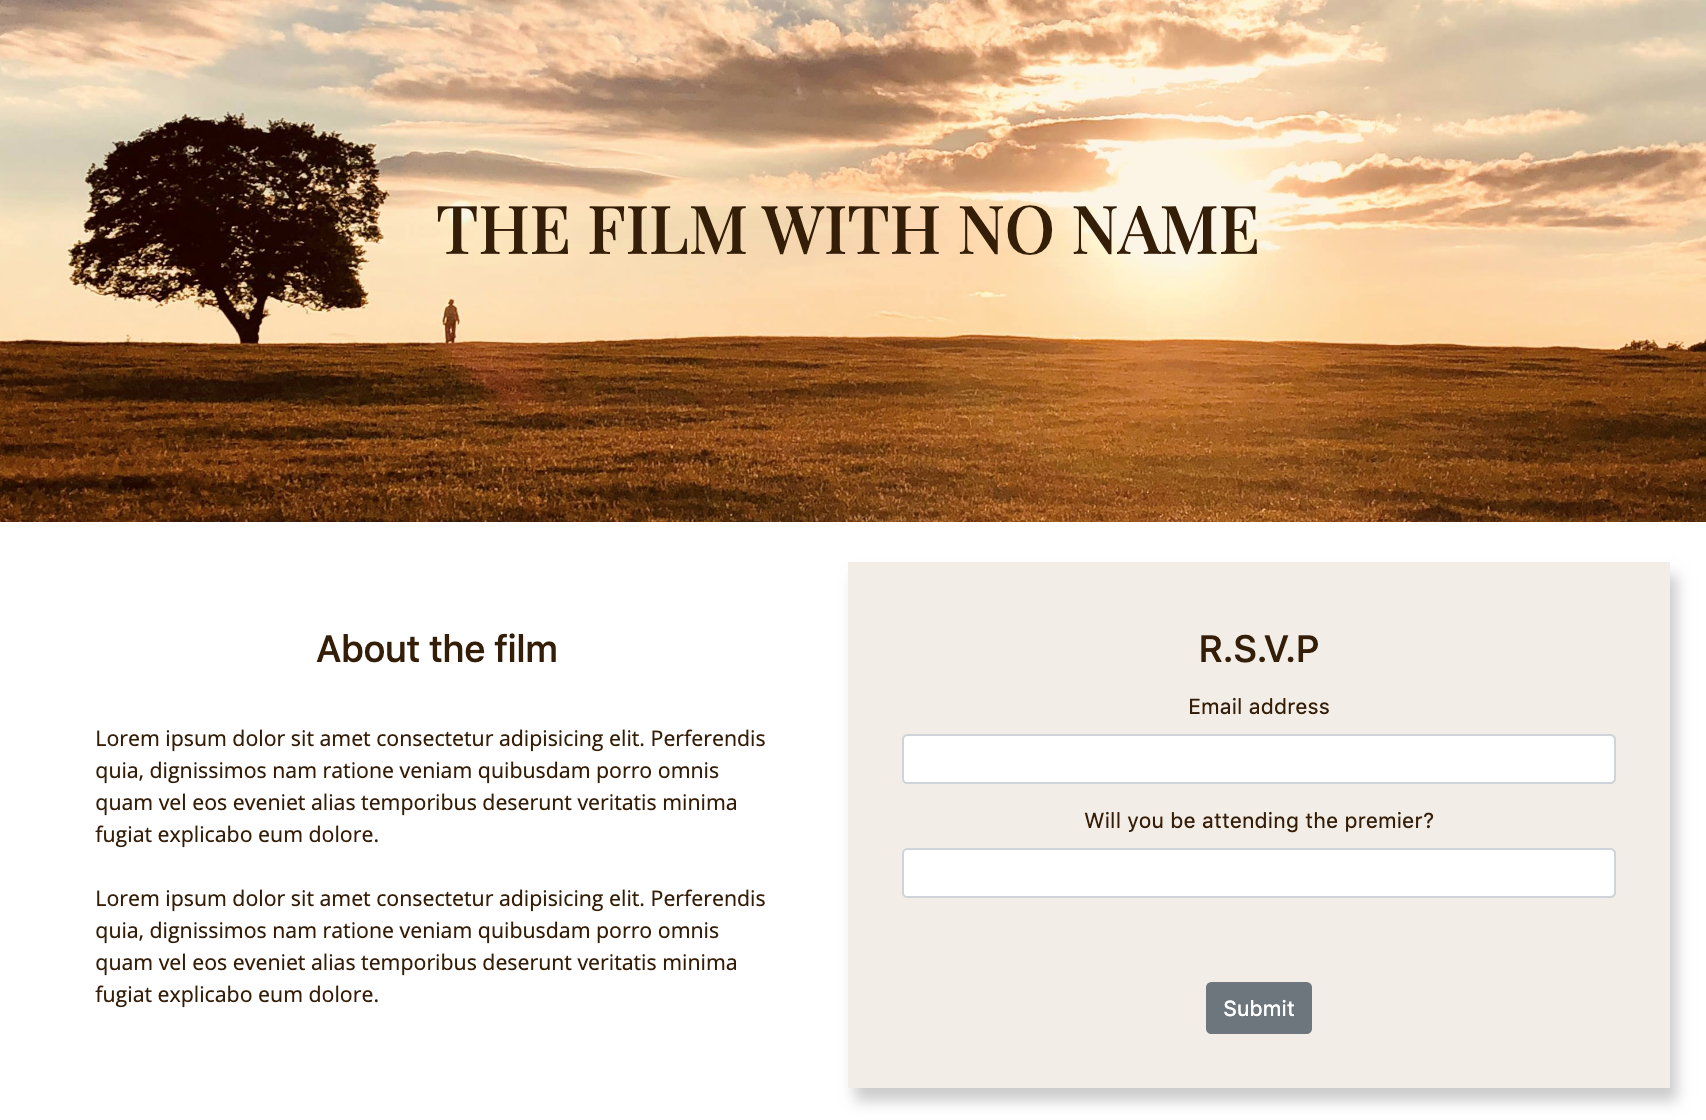 THE FILM WITH NO NAME
About the film
Lorem ipsum dolor sit amet consectetur adipisicing elit. Perferendis
quia, dignissimos nam ratione veniam quibusdam porro omnis
quam vel eos eveniet alias temporibus deserunt veritatis minima
fugiat explicabo eum dolore.
Lorem ipsum dolor sit amet consectetur adipisicing elit. Perferendis
quia, dignissimos nam ratione veniam quibusdam porro omnis
quam vel eos eveniet alias temporibus deserunt veritatis minima
fugiat explicabo eum dolore.
R.S.V.P
Email address
Will you be attending the premier?
Submit